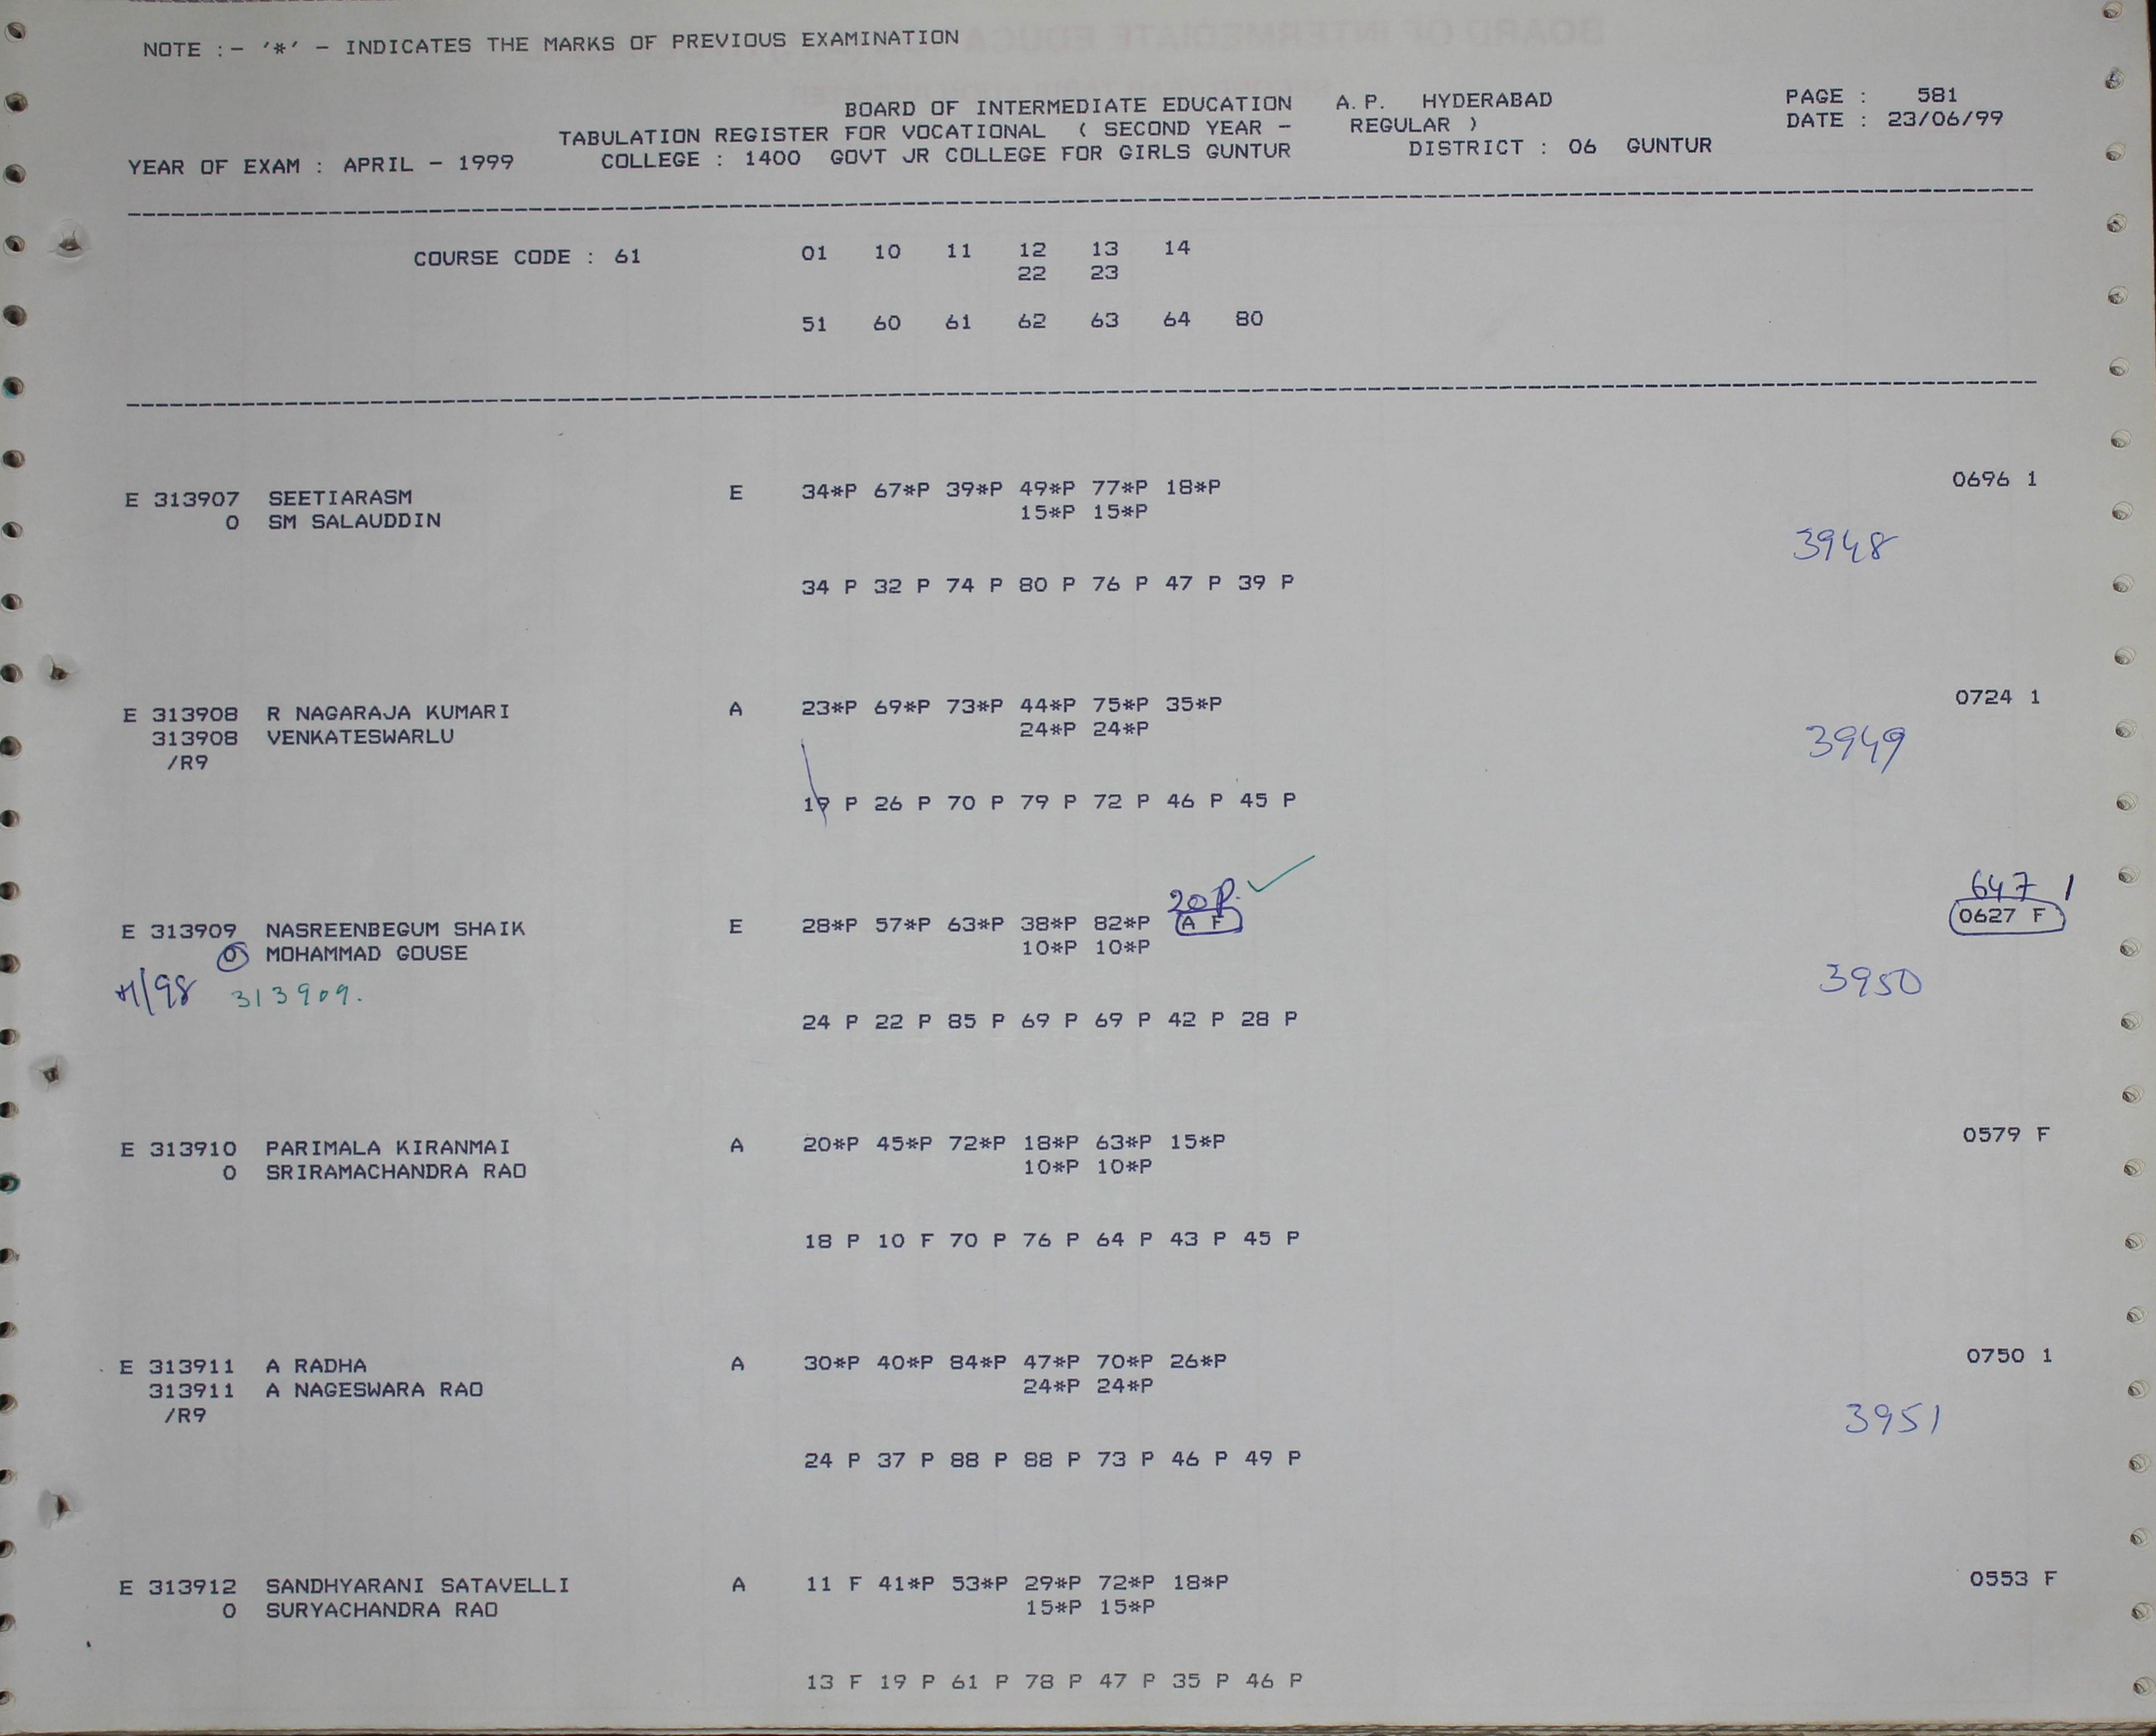 NOTE :- '*' - INDICATES THE MARKS OF PREVIOUS EXAMINATION
BOARD OF INTERMEDIATE EDUCATION A.P. HYDERABAD PAGE : 581
TABULATION REGISTER FOR VOCATIONAL ( SECOND YEAR - REGULAR ) DATE : 23/06/99
YEAR OF EXAM : APRIL - 1999 COLLEGE : 1400 GOVT JR COLLEGE FOR GIRLS GUNTUR DISTRICT : 06 GUNTUR
COURSE CODE : 61 01 10 11 12 13 14
22 23
51 60 61 62 63 64 80
E 313907 SEETIARASM E 34*P 67*P 39*P 49*P 77*P 18*P 0696 1
0 SM SALAUDDIN 15*P 15*P
3948
34 P 32 P 74 P 80 P 76 P 47 P 39 P
E 313908 R NAGARAJA KUMARI A 23*P 69*P 73*P 44*P 75*P 35*P 0724 1
313908 VENKATESWARLU 24*P 24*P
/R9 3949
19 P 26 P 70 P 79 P 72 P 46 P 45 P
20 P. 647 1
E 313909 NASREENBEGUM SHAIK E 28*P 57*P 63*P 38*P 82*P A F 0627 F
0 MOHAMMAD GOUSE 10*P 10*P
/98 313909. 3950
24 P 22 P 85 P 69 P 69 P 42 P 28 P
E 313910 PARIMALA KIRANMAI A 20*P 45*P 72*P 18*P 63*P 15*P 0579 F
0 SRIRAMACHANDRA RAO 10*P 10*P
18 P 10 F 70 P 76 P 64 P 43 P 45 P
E 313911 A RADHA A 30*P 40*P 84*P 47*P 70*P 26*P 0750 1
313911 A NAGESWARA RAO 24*P 24*P
/R9 3951
24 P 37 P 88 P 88 P 73 P 46 P 49 P
E 313912 SANDHYARANI SATAVELLI A 11 F 41*P 53*P 29*P 72*P 18*P 0553 F
0 SURYACHANDRA RAO 15*P 15*P
13 F 19 P 61 P 78 P 47 P 35 P 46 P